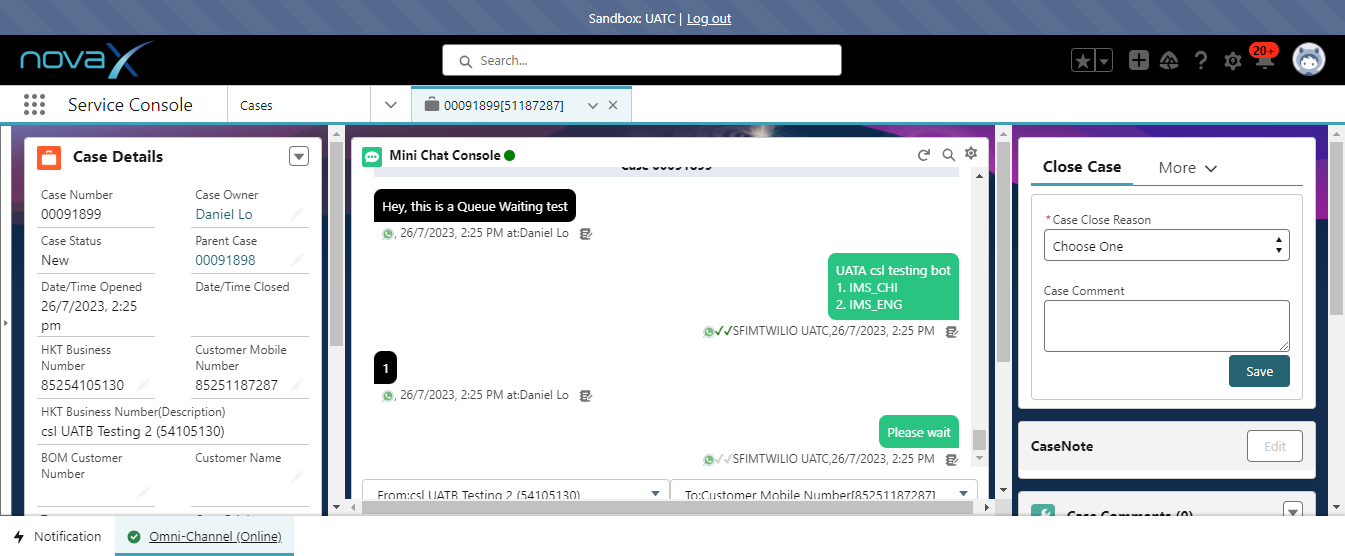 Sandbox: UATC | Log out
novaX
Search...
20+
Service Console
Cases
00091899[51187287]
Case Details
Case Number
00091899
Case Owner
Daniel Lo
Case Status
New
Parent Case
00091898
Date/Time Opened
26/7/2023, 2:25
pm
Date/Time Closed
HKT Business
Number
85254105130
Customer Mobile
Number
85251187287
HKT Business Number(Description)
csl UATB Testing 2 (54105130)
BOM Customer
Number
Customer Name
Mini Chat Console
Case 00091899
Hey, this is a Queue Waiting test
, 26/7/2023, 2:25 PM at:Daniel Lo
UATA csl testing bot
1. IMS_CHI
2. IMS_ENG
SFIMTWILIO UATC,26/7/2023, 2:25 PM
1
, 26/7/2023, 2:25 PM at:Daniel Lo
Please wait
SFIMTWILIO UATC,26/7/2023, 2:25 PM
From:csl UATB Testing 2 (54105130)
To:Customer Mobile Number[85251187287]
Close Case
More
*Case Close Reason
Choose One
Case Comment
Save
CaseNote
Edit
Case Comments (0)
Notification
Omni-Channel (Online)